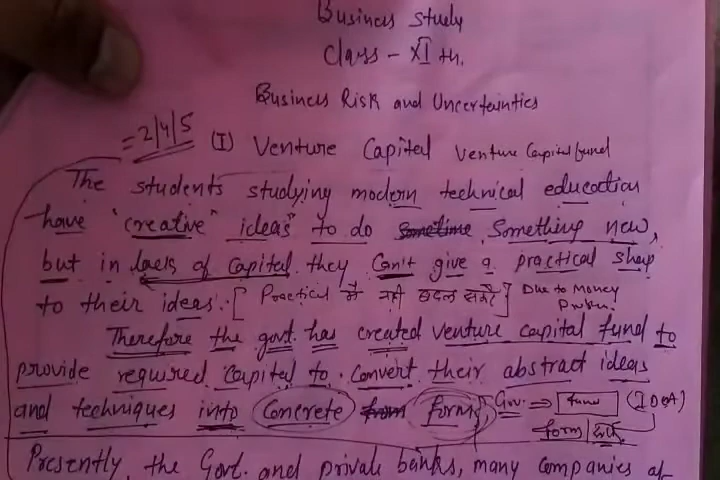 Business study
Class - XI th.
Business Risk and Uncertainties
= 2/4/5 (I) Venture Capital Venture Capital fund
The students studying modern technical education
have "creative" ideas" to do sometime Something new,
but in lack of capital they Can't give a practical shap
to their ideas. [Practical में नही बदल सकते] Due to Money
Therefore the govt. has created venture capital fund to
provide required capital to convert their abstract ideas
and techniques into Concrete from forms Gov. ⇒ fund (IDEA)
form
Presently, the Govt. and private banks, many companies